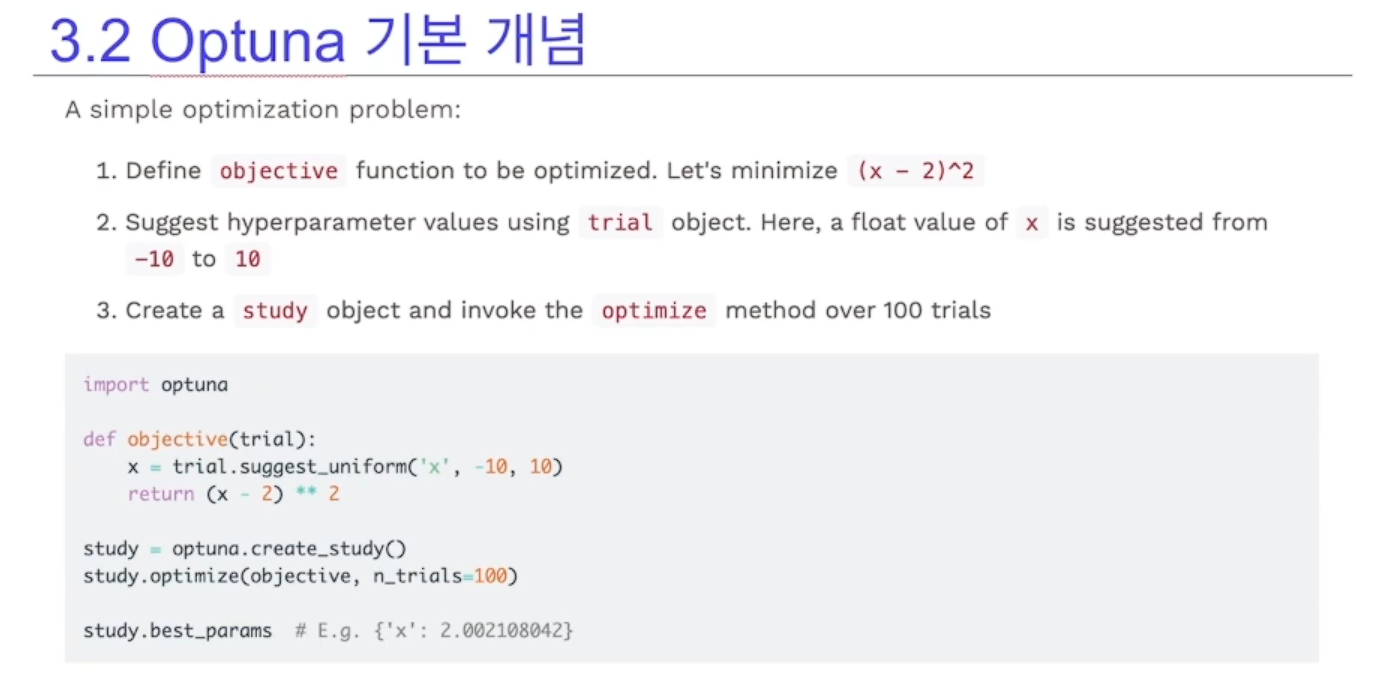 3.2 Optuna 기본 개념
A simple optimization problem:
1. Define objective function to be optimized. Let's minimize (x - 2)^2
2. Suggest hyperparameter values using trial object. Here, a float value of x is suggested from
-10 to 10
3. Create a study object and invoke the optimize method over 100 trials
import optuna
def objective(trial):
    x = trial.suggest_uniform('x', -10, 10)
    return (x - 2) ** 2
study = optuna.create_study()
study.optimize(objective, n_trials=100)
study.best_params  # E.g. {'x': 2.002108042}